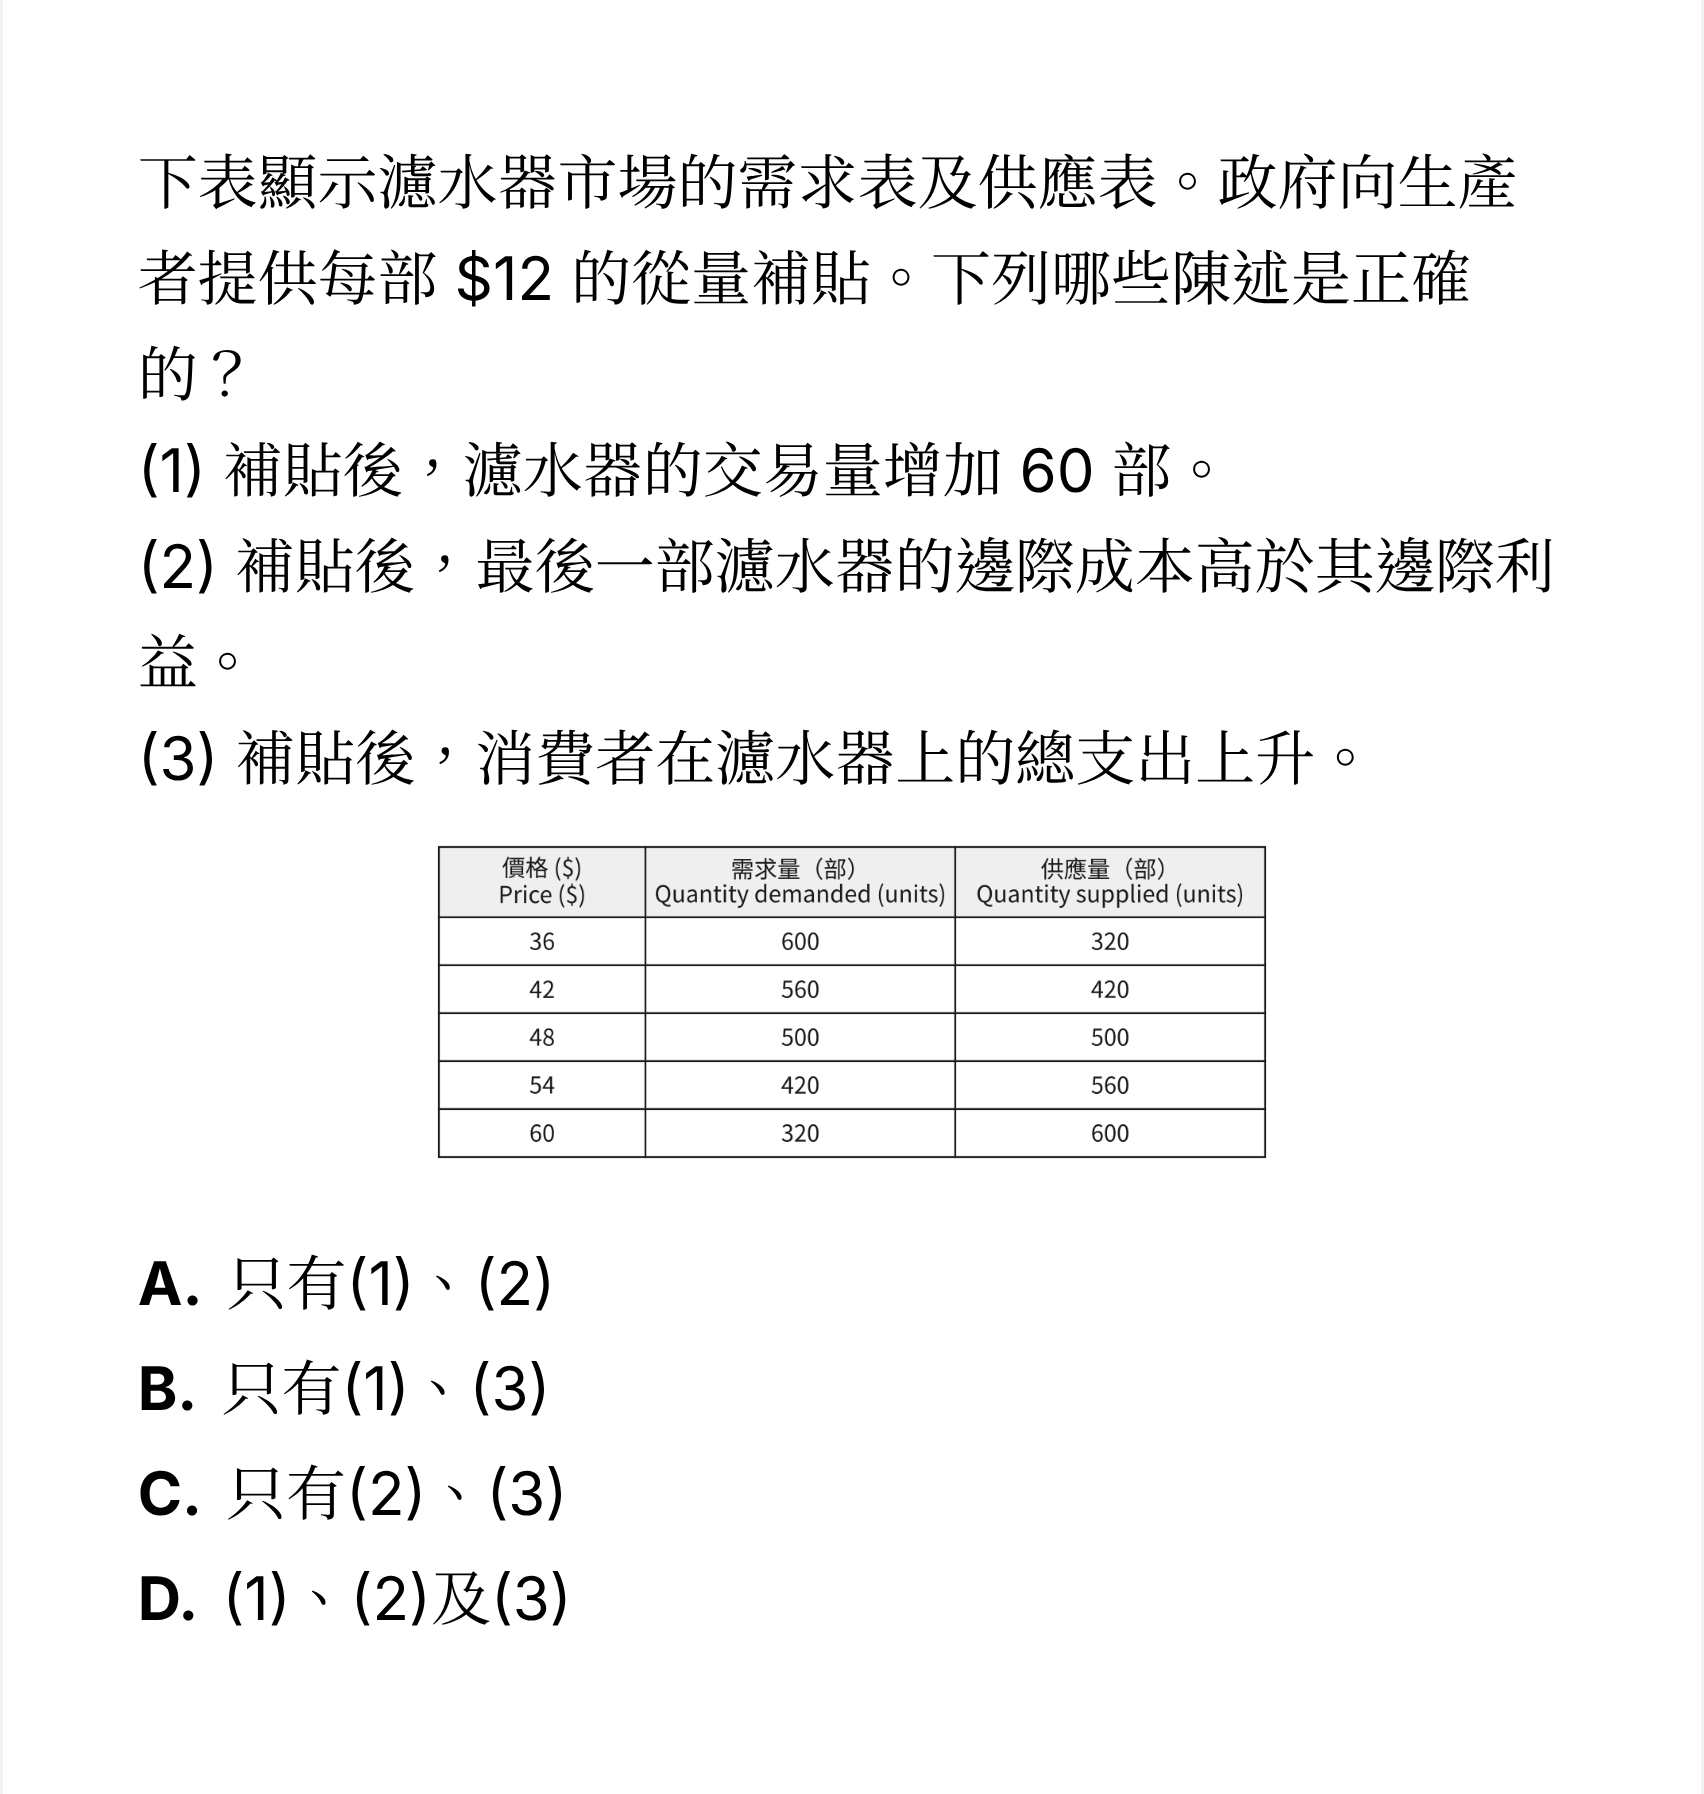 下表顯示濾水器市場的需求表及供應表。政府向生產
者提供每部 $12 的從量補貼。下列哪些陳述是正確
的？
(1) 補貼後，濾水器的交易量增加 60 部。
(2) 補貼後，最後一部濾水器的邊際成本高於其邊際利
益。
(3) 補貼後，消費者在濾水器上的總支出上升。
價格 ($) 需求量（部） 供應量（部）
Price ($) Quantity demanded (units) Quantity supplied (units)
36 600 320
42 560 420
48 500 500
54 420 560
60 320 600
A. 只有(1)、(2)
B. 只有(1)、(3)
C. 只有(2)、(3)
D. (1)、(2)及(3)